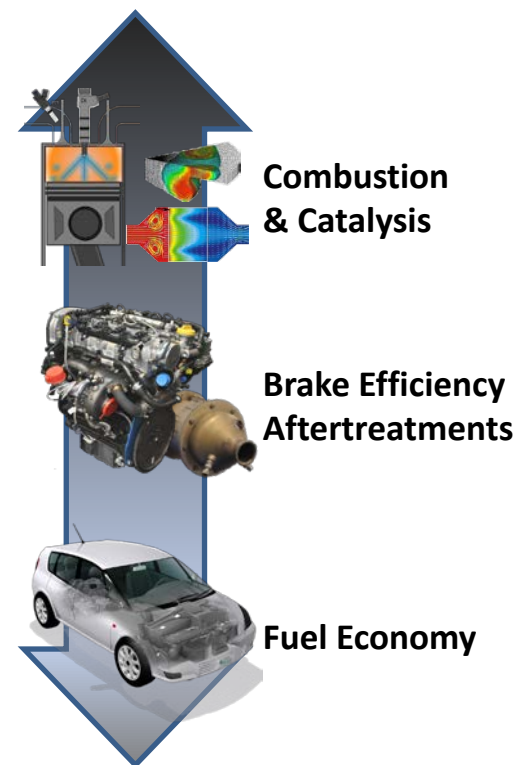 Combustion
& Catalysis
Brake Efficiency
Aftertreatments
Fuel Economy